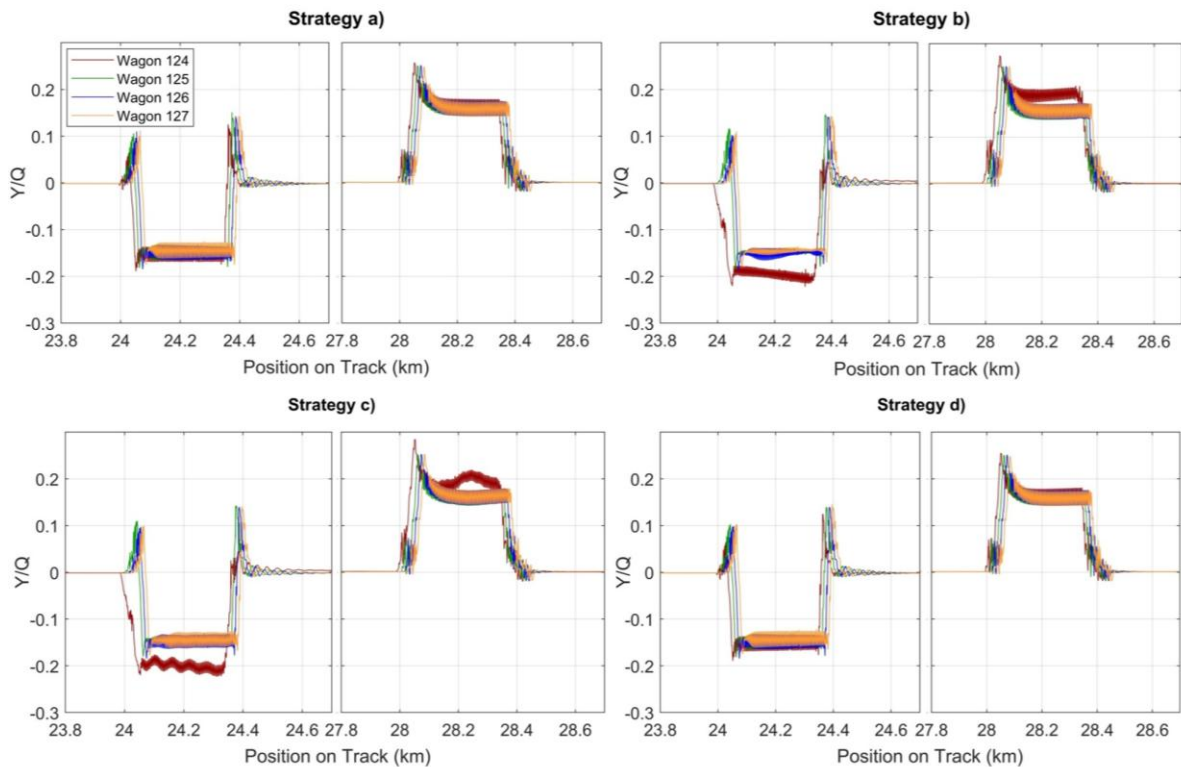 Strategy a)
Wagon 124
Wagon 125
Wagon 126
Wagon 127
Y/Q
0.2
0.1
0
-0.1
-0.2
-0.3
23.8 24 24.2 24.4 24.6 27.8 28 28.2 28.4 28.6
Position on Track (km)
Strategy b)
Y/Q
0.2
0.1
0
-0.1
-0.2
-0.3
23.8 24 24.2 24.4 24.6 27.8 28 28.2 28.4 28.6
Position on Track (km)
Strategy c)
Y/Q
0.2
0.1
0
-0.1
-0.2
-0.3
23.8 24 24.2 24.4 24.6 27.8 28 28.2 28.4 28.6
Position on Track (km)
Strategy d)
Y/Q
0.2
0.1
0
-0.1
-0.2
-0.3
23.8 24 24.2 24.4 24.6 27.8 28 28.2 28.4 28.6
Position on Track (km)